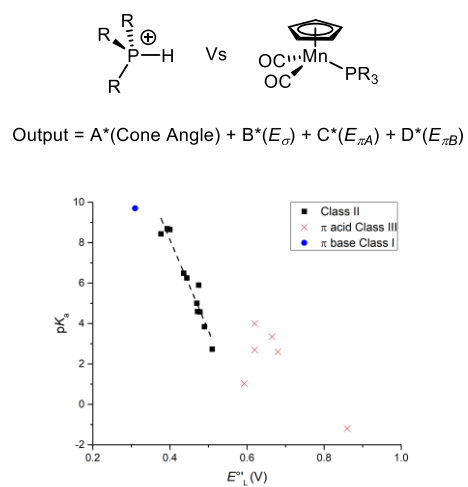 R
R
P
⊕
H
R
Vs
OC
Mn
OC
PR3
Output = A*(Cone Angle) + B*(Eσ) + C*(EπA) + D*(EπB)
10
8
6
4
2
0
-2
pKa
Class II
π acid Class III
π base Class I
0.2 0.4 0.6 0.8 1.0
E°'L (V)